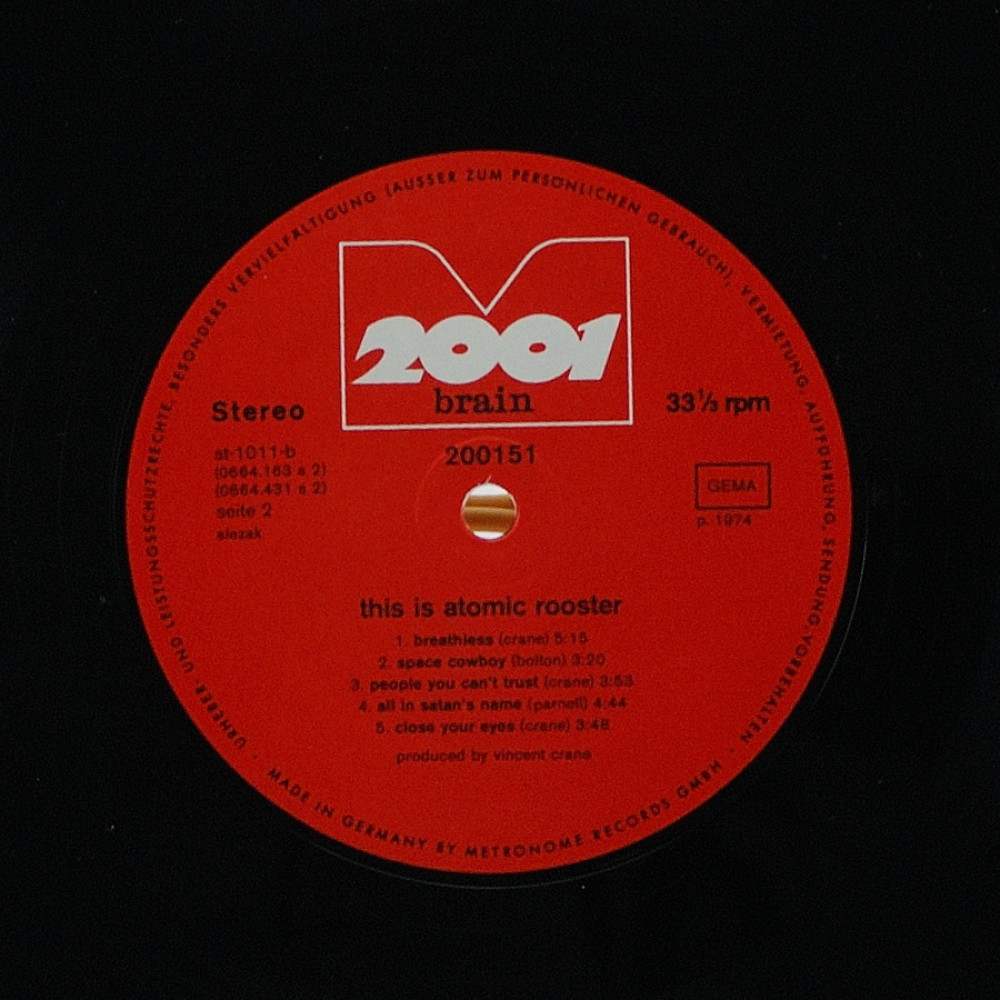 URHEBER- UND LEISTUNGSSCHUTZRECHTE, BESONDERS VERVIELFÄLTIGUNG (AUSSER ZUM PERSÖNLICHEN GEBRAUCH), VERMIETUNG, AUFFÜHRUNG, SENDUNG, VORBEHALTEN ·
2001
brain
Stereo
33 ⅓ rpm
200151
st-1011-b
(0664.163 s 2)
(0664.431 s 2)
seite 2
slezak
GEMA
p. 1974
this is atomic rooster
1. breathless (crane) 5:15
2. space cowboy (bolton) 3:20
3. people you can't trust (crane) 3:53
4. all in satan's name (parnell) 4:44
5. close your eyes (crane) 3:48
produced by vincent crane
· MADE IN GERMANY BY METRONOME RECORDS GMBH